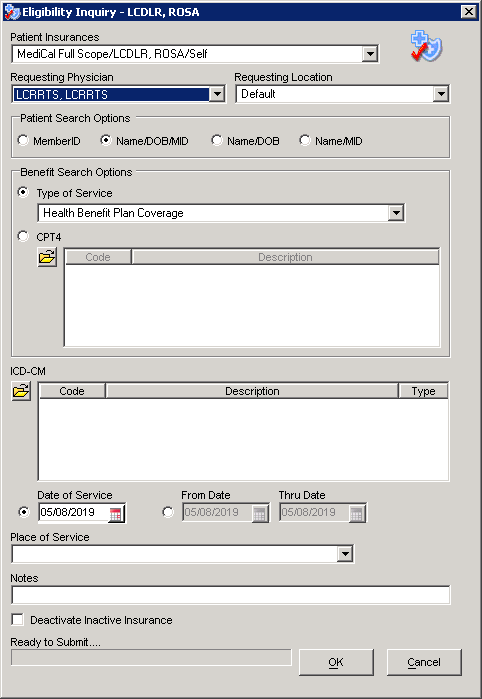 Eligibility Inquiry - LCDLR, ROSA
Patient Insurances
MediCal Full Scope/LCDLR, ROSA/Self
Requesting Physician Requesting Location
LCRRTS, LCRRTS Default
Patient Search Options
MemberID Name/DOB/MID Name/DOB Name/MID
Benefit Search Options
Type of Service
Health Benefit Plan Coverage
CPT4
Code Description
ICD-CM
Code Description Type
Date of Service From Date Thru Date
05/08/2019 05/08/2019 05/08/2019
Place of Service
Notes
Deactivate Inactive Insurance
Ready to Submit....
OK Cancel